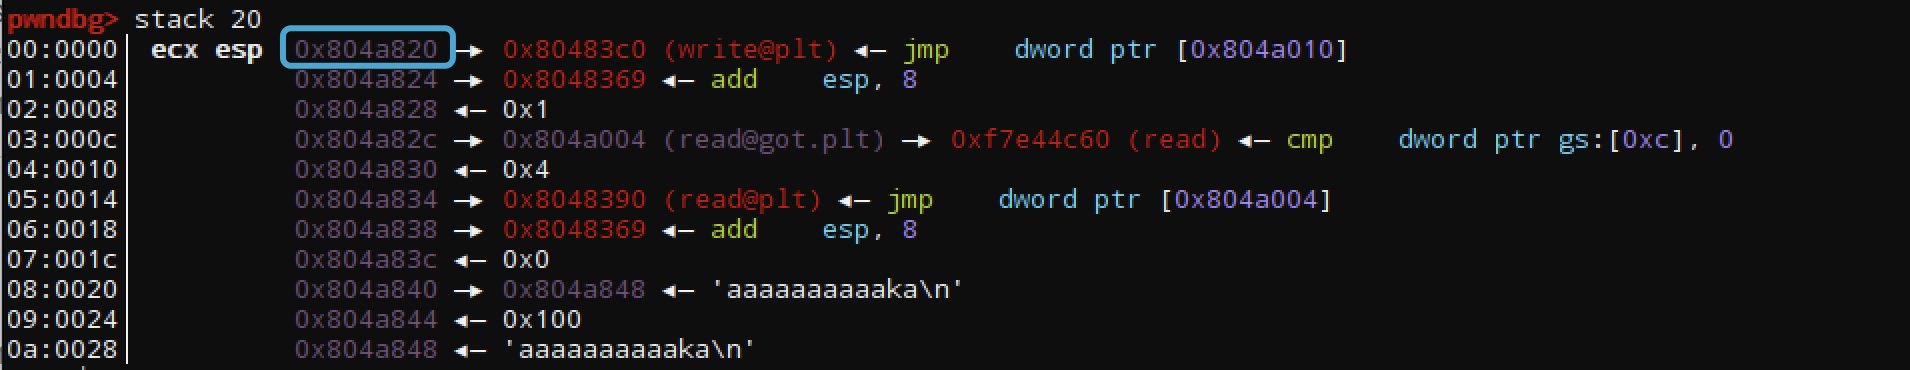 pwndbg> stack 20
00:0000│ ecx esp 0x804a820 —▸ 0x80483c0 (write@plt) ◂— jmp    dword ptr [0x804a010]
01:0004│         0x804a824 —▸ 0x8048369 ◂— add    esp, 8
02:0008│         0x804a828 ◂— 0x1
03:000c│         0x804a82c —▸ 0x804a004 (read@got.plt) —▸ 0xf7e44c60 (read) ◂— cmp    dword ptr gs:[0xc], 0
04:0010│         0x804a830 ◂— 0x4
05:0014│         0x804a834 —▸ 0x8048390 (read@plt) ◂— jmp    dword ptr [0x804a004]
06:0018│         0x804a838 —▸ 0x8048369 ◂— add    esp, 8
07:001c│         0x804a83c ◂— 0x0
08:0020│         0x804a840 —▸ 0x804a848 ◂— 'aaaaaaaaaaka\n'
09:0024│         0x804a844 ◂— 0x100
0a:0028│         0x804a848 ◂— 'aaaaaaaaaaka\n'